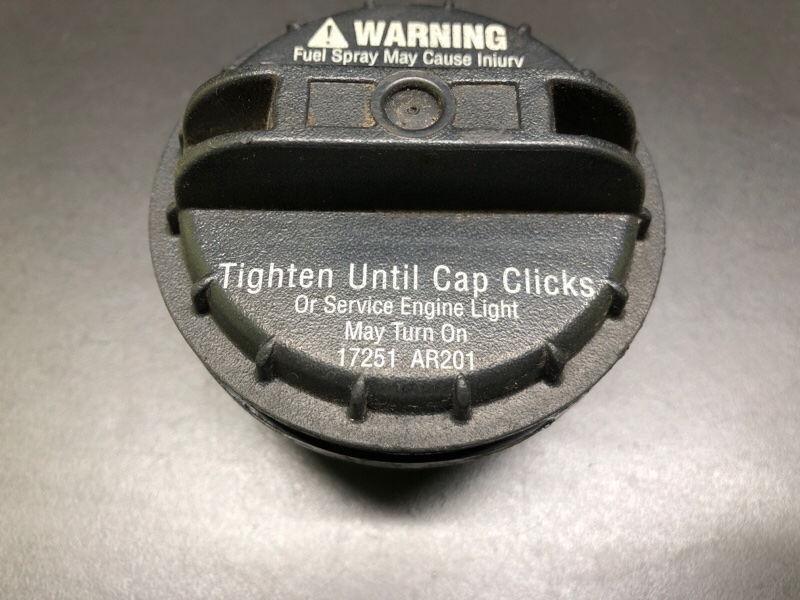 WARNING
Fuel Spray May Cause Injury
Tighten Until Cap Clicks
Or Service Engine Light
May Turn On
17251 AR201